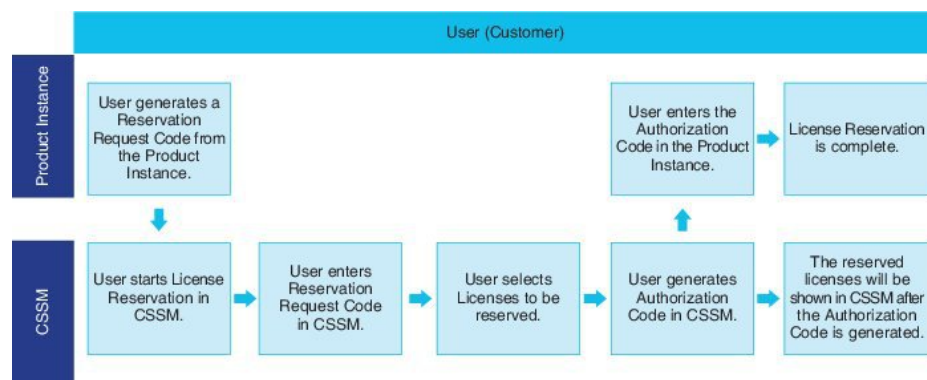 User (Customer)
Product Instance
User generates a
Reservation
Request Code from
the Product
Instance.
User enters the
Authorization
Code in the Product
Instance.
License Reservation
is complete.
CSSM
User starts License
Reservation in
CSSM.
User enters
Reservation
Request Code
in CSSM.
User selects
Licenses to be
reserved.
User generates
Authorization
Code in CSSM.
The reserved
licenses will be
shown in CSSM after
the Authorization
Code is generated.